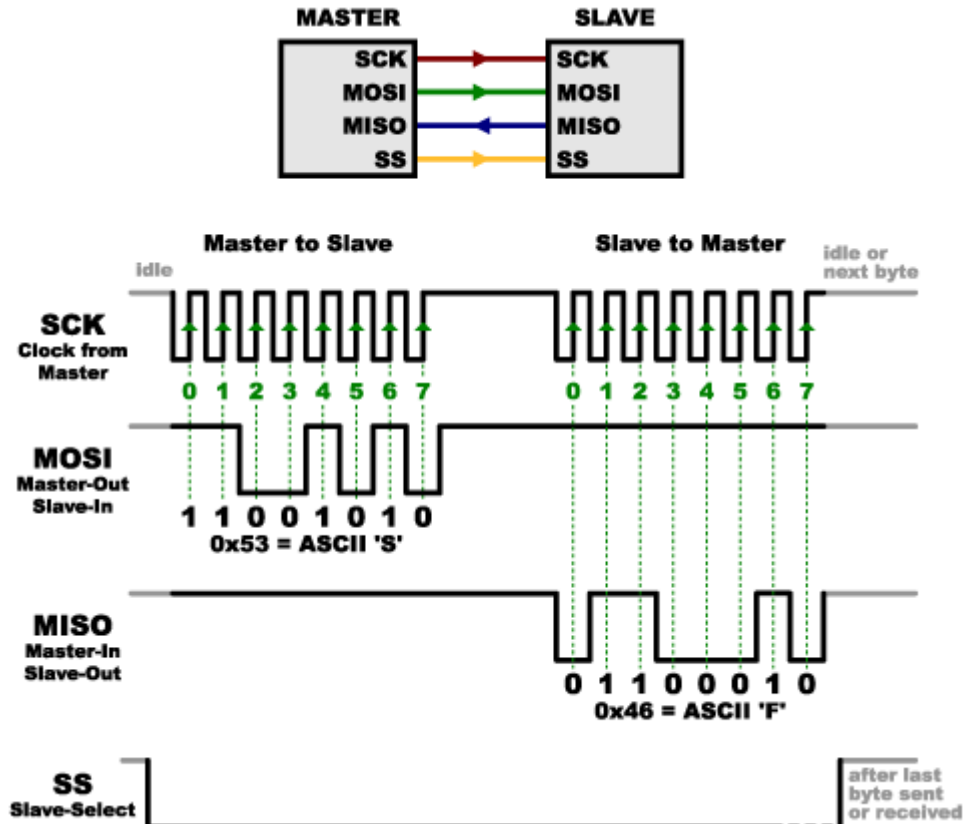 MASTER SLAVE
SCK SCK
MOSI MOSI
MISO MISO
SS SS
Master to Slave Slave to Master
idle
idle or
next byte
SCK
Clock from
Master
0 1 2 3 4 5 6 7 0 1 2 3 4 5 6 7
MOSI
Master-Out
Slave-In
1 1 0 0 1 0 1 0
0x53 = ASCII 'S'
MISO
Master-In
Slave-Out
0 1 1 0 0 0 1 0
0x46 = ASCII 'F'
SS
Slave-Select
after last
byte sent
or received